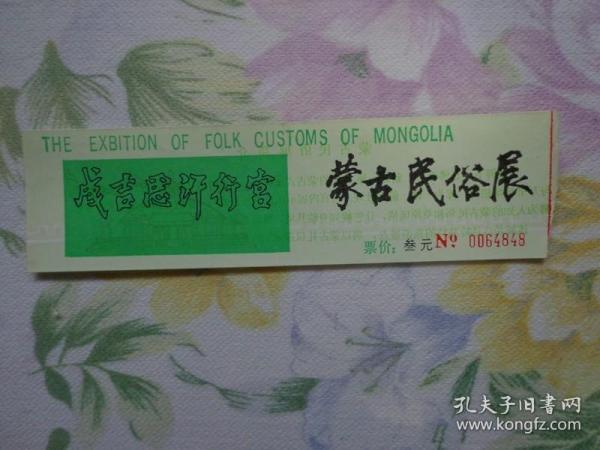 THE EXBITION OF FOLK CUSTOMS OF MONGOLIA
成吉思汗行宫
蒙古民俗展
票价：叁元 Nº 0064848
孔夫子旧书网
www.kongfz.com